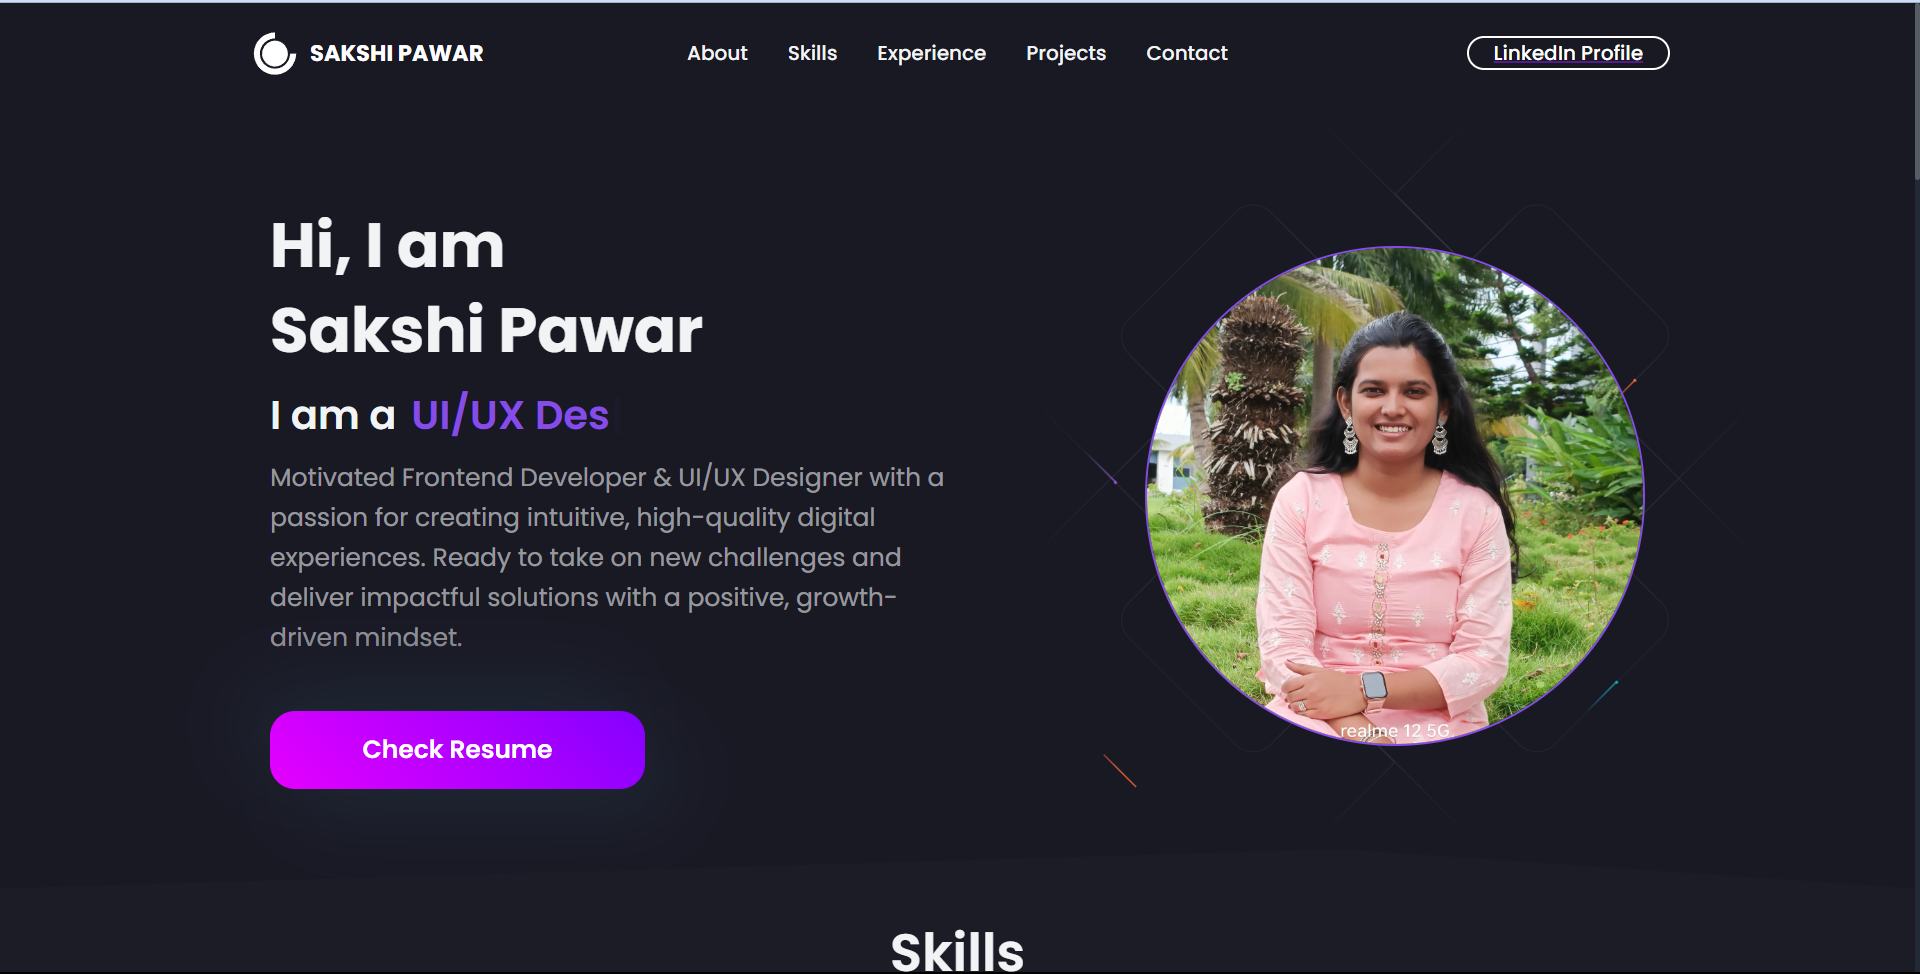 SAKSHI PAWAR
About Skills Experience Projects Contact
LinkedIn Profile
Hi, I am
Sakshi Pawar
I am a UI/UX Des
Motivated Frontend Developer & UI/UX Designer with a
passion for creating intuitive, high-quality digital
experiences. Ready to take on new challenges and
deliver impactful solutions with a positive, growth-
driven mindset.
Check Resume
realme 12 5G
Skills